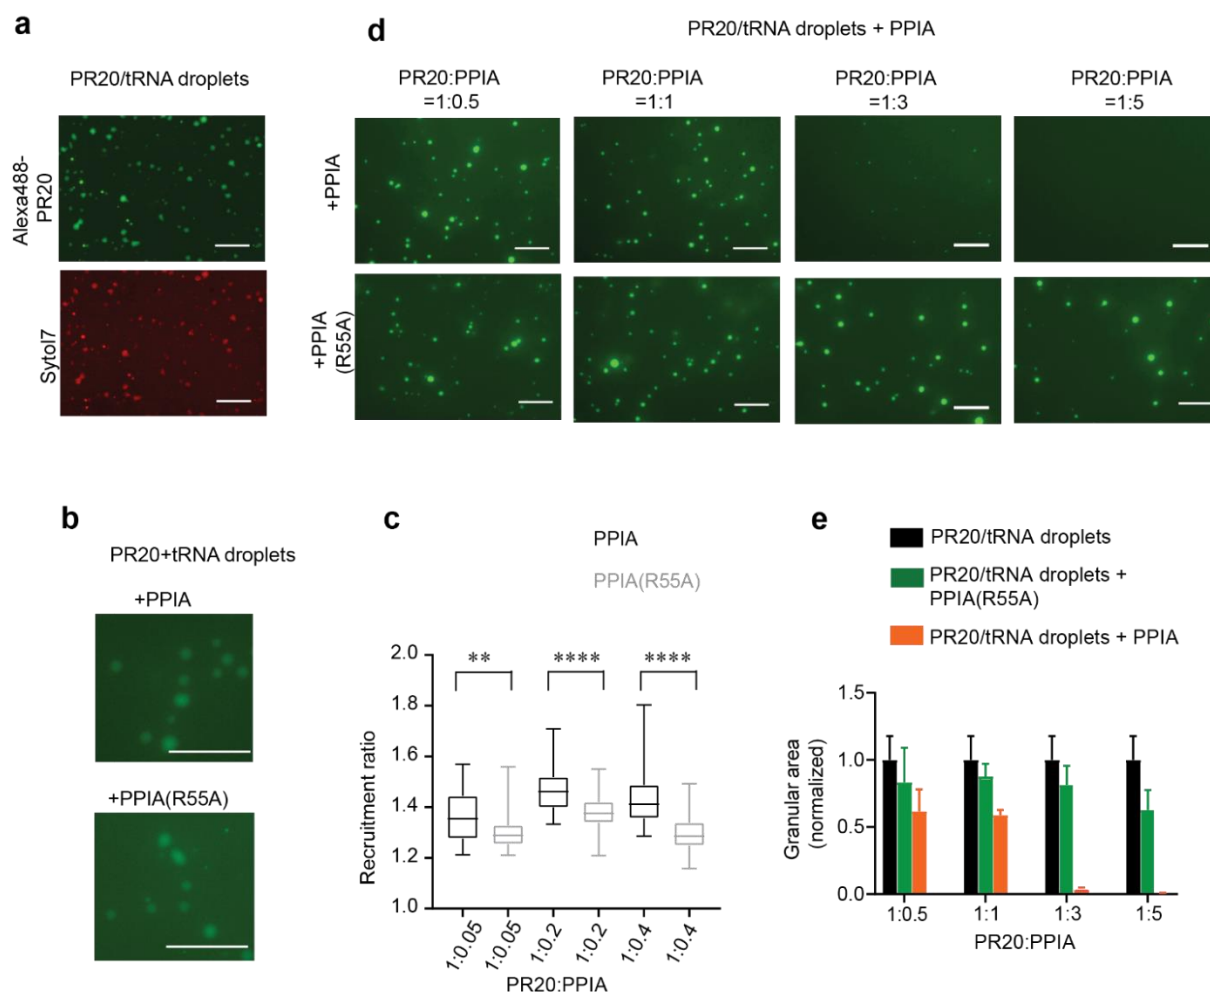 a
PR20/tRNA droplets
Alexa488-
PR20
Sytol7
d
PR20/tRNA droplets + PPIA
PR20:PPIA
=1:0.5
PR20:PPIA
=1:1
PR20:PPIA
=1:3
PR20:PPIA
=1:5
+PPIA
+PPIA
(R55A)
b
PR20+tRNA droplets
+PPIA
+PPIA(R55A)
c
PPIA
PPIA(R55A)
** **** ****
Recruitment ratio
2.0
1.8
1.6
1.4
1.2
1.0
1:0.05 1:0.05 1:0.2 1:0.2 1:0.4 1:0.4
PR20:PPIA
e
PR20/tRNA droplets
PR20/tRNA droplets +
PPIA(R55A)
PR20/tRNA droplets + PPIA
Granular area
(normalized)
1.5
1.0
0.5
0.0
1:0.5 1:1 1:3 1:5
PR20:PPIA